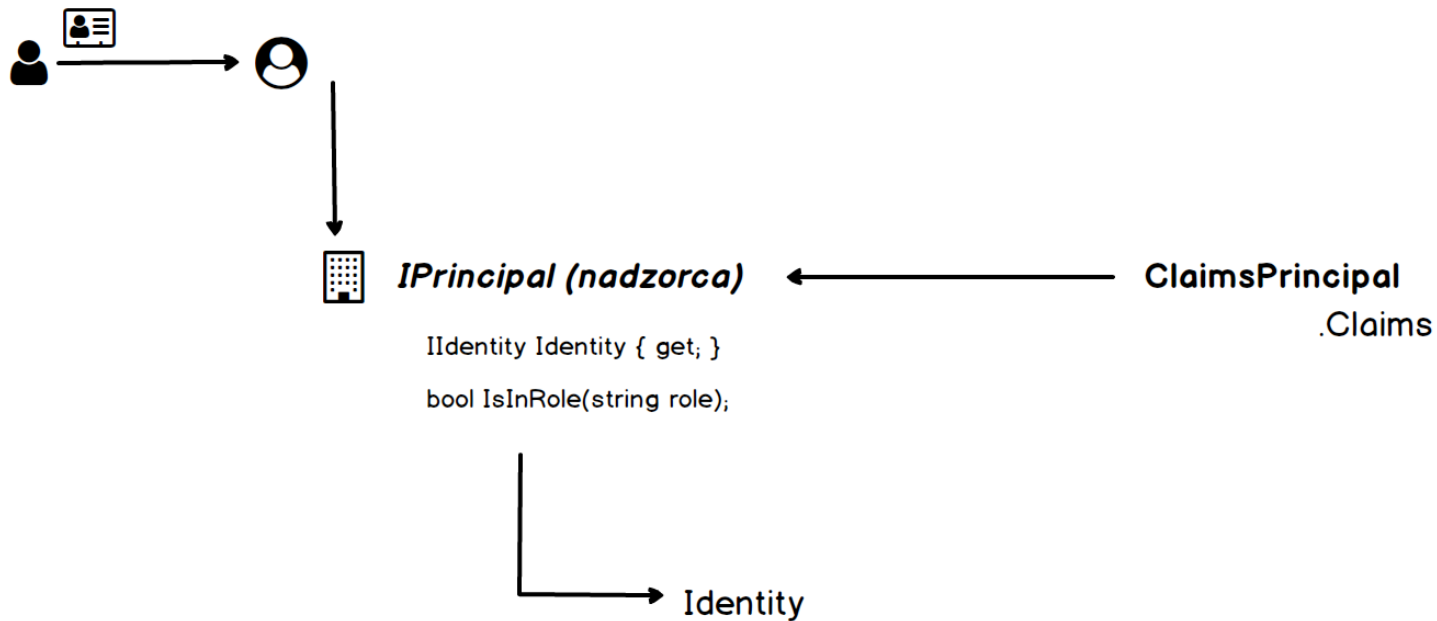 IPrincipal (nadzorca)
ClaimsPrincipal
.Claims
IIdentity Identity { get; }
bool IsInRole(string role);
Identity